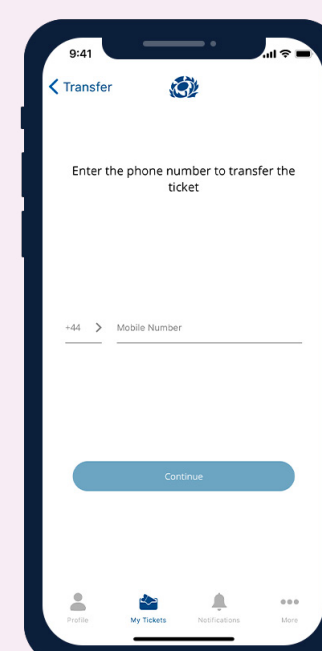 9:41
Transfer
Enter the phone number to transfer the
ticket
+44 Mobile Number
Continue
Profile My Tickets Notifications More